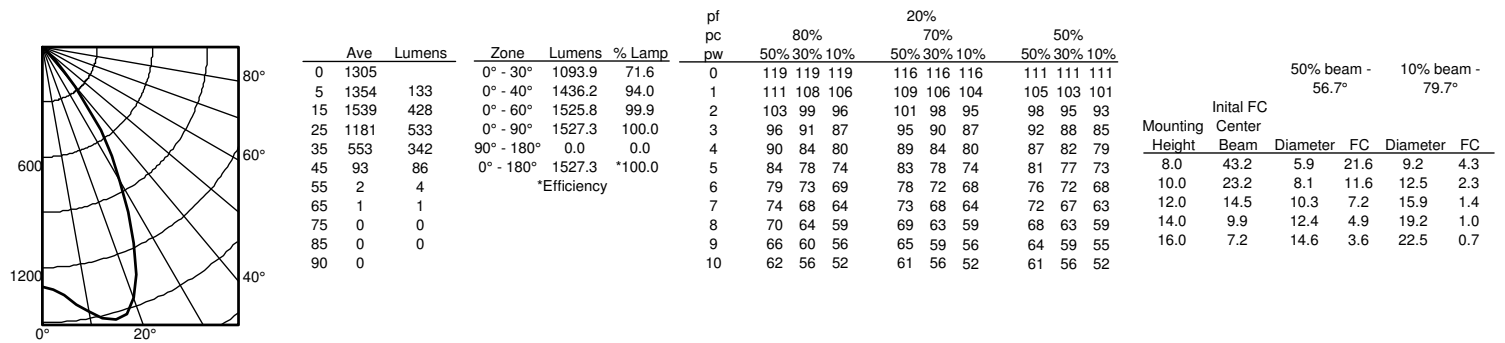 80°
60°
40°
600
1200
0° 20°
Ave Lumens
0 1305
5 1354 133
15 1539 428
25 1181 533
35 553 342
45 93 86
55 2 4
65 1 1
75 0 0
85 0 0
90 0
Zone Lumens % Lamp
0° - 30° 1093.9 71.6
0° - 40° 1436.2 94.0
0° - 60° 1525.8 99.9
0° - 90° 1527.3 100.0
90° - 180° 0.0 0.0
0° - 180° 1527.3 *100.0
*Efficiency
pf 20%
pc 80% 70% 50%
pw 50% 30% 10% 50% 30% 10% 50% 30% 10%
0 119 119 119 116 116 116 111 111 111
1 111 108 106 109 106 104 105 103 101
2 103 99 96 101 98 95 98 95 93
3 96 91 87 95 90 87 92 88 85
4 90 84 80 89 84 80 87 82 79
5 84 78 74 83 78 74 81 77 73
6 79 73 69 78 72 68 76 72 68
7 74 68 64 73 68 64 72 67 63
8 70 64 59 69 63 59 68 63 59
9 66 60 56 65 59 56 64 59 55
10 62 56 52 61 56 52 61 56 52
50% beam - 10% beam -
56.7° 79.7°
Inital FC
Mounting Center
Height Beam Diameter FC Diameter FC
8.0 43.2 5.9 21.6 9.2 4.3
10.0 23.2 8.1 11.6 12.5 2.3
12.0 14.5 10.3 7.2 15.9 1.4
14.0 9.9 12.4 4.9 19.2 1.0
16.0 7.2 14.6 3.6 22.5 0.7